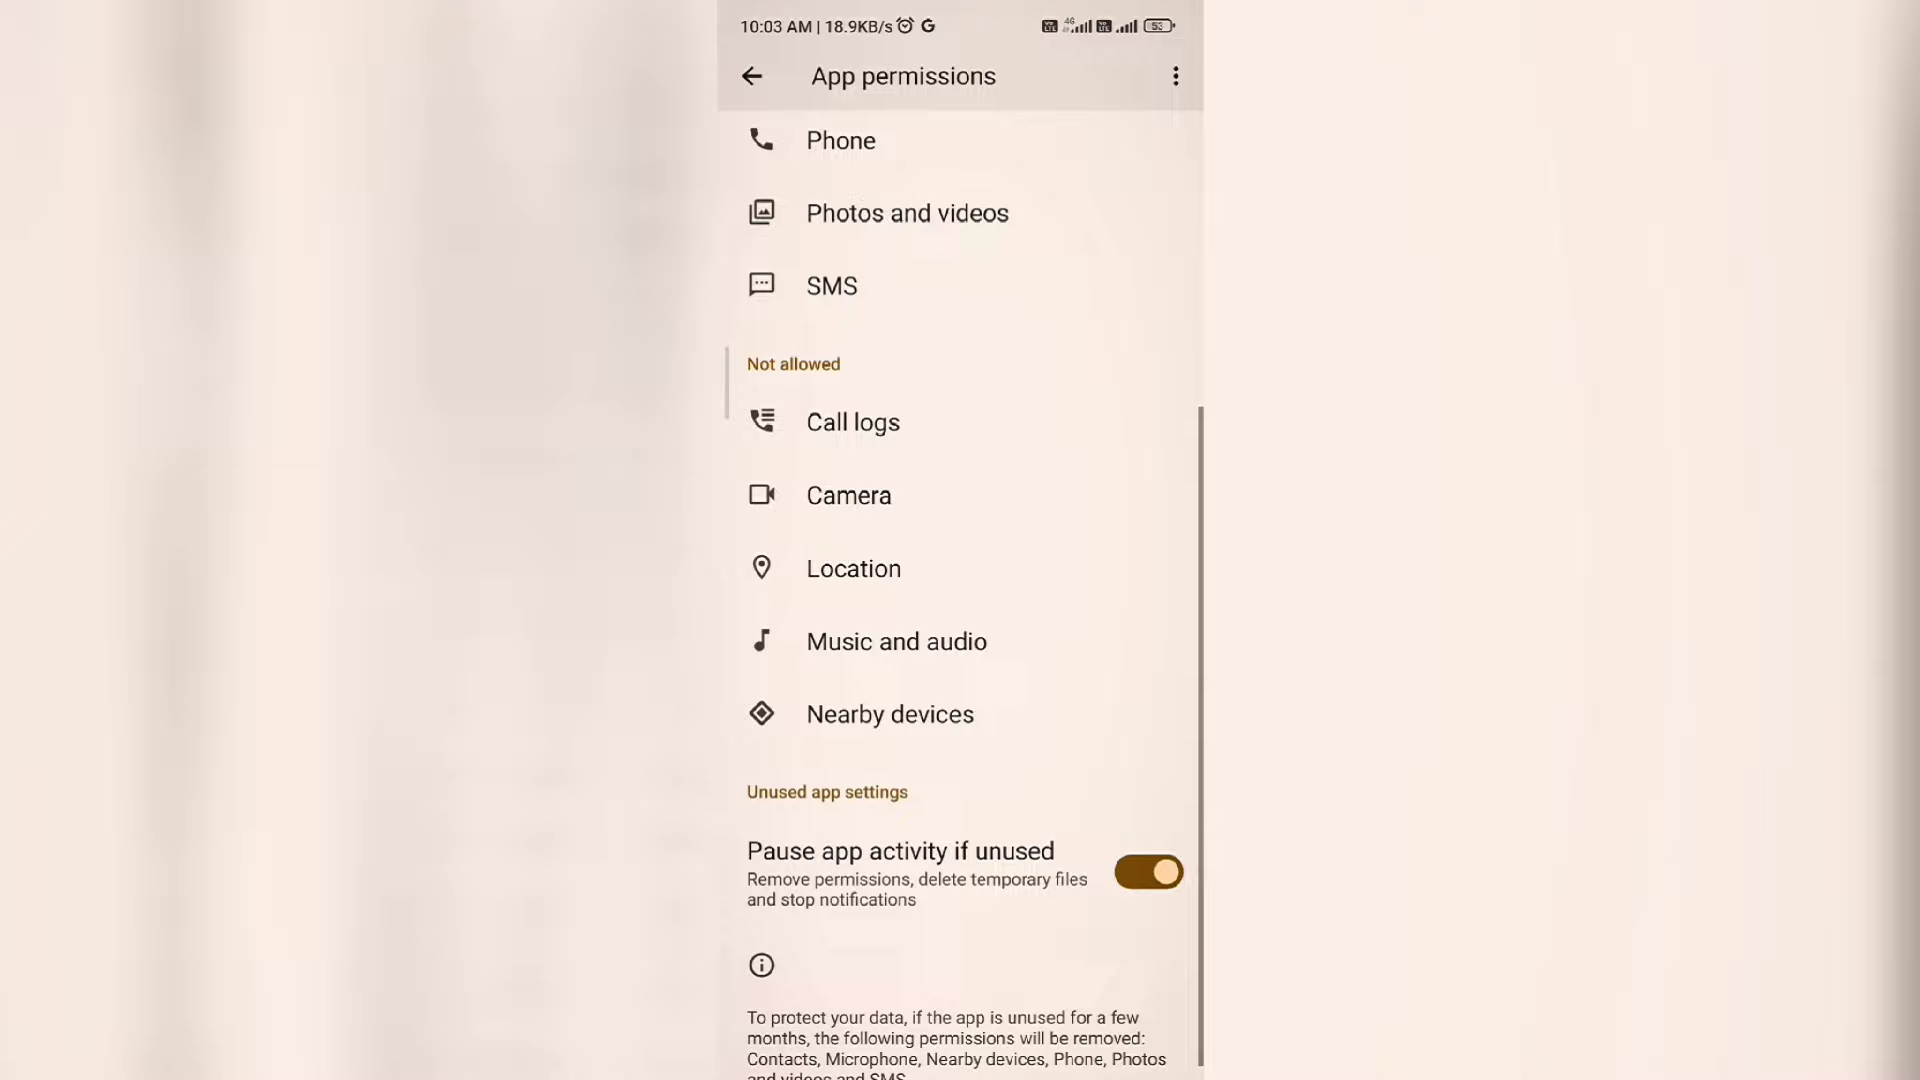 10:03 AM | 18.9KB/s
4G
53
App permissions
Phone
Photos and videos
SMS
Not allowed
Call logs
Camera
Location
Music and audio
Nearby devices
Unused app settings
Pause app activity if unused
Remove permissions, delete temporary files
and stop notifications
To protect your data, if the app is unused for a few
months, the following permissions will be removed:
Contacts, Microphone, Nearby devices, Phone, Photos
and videos and SMS